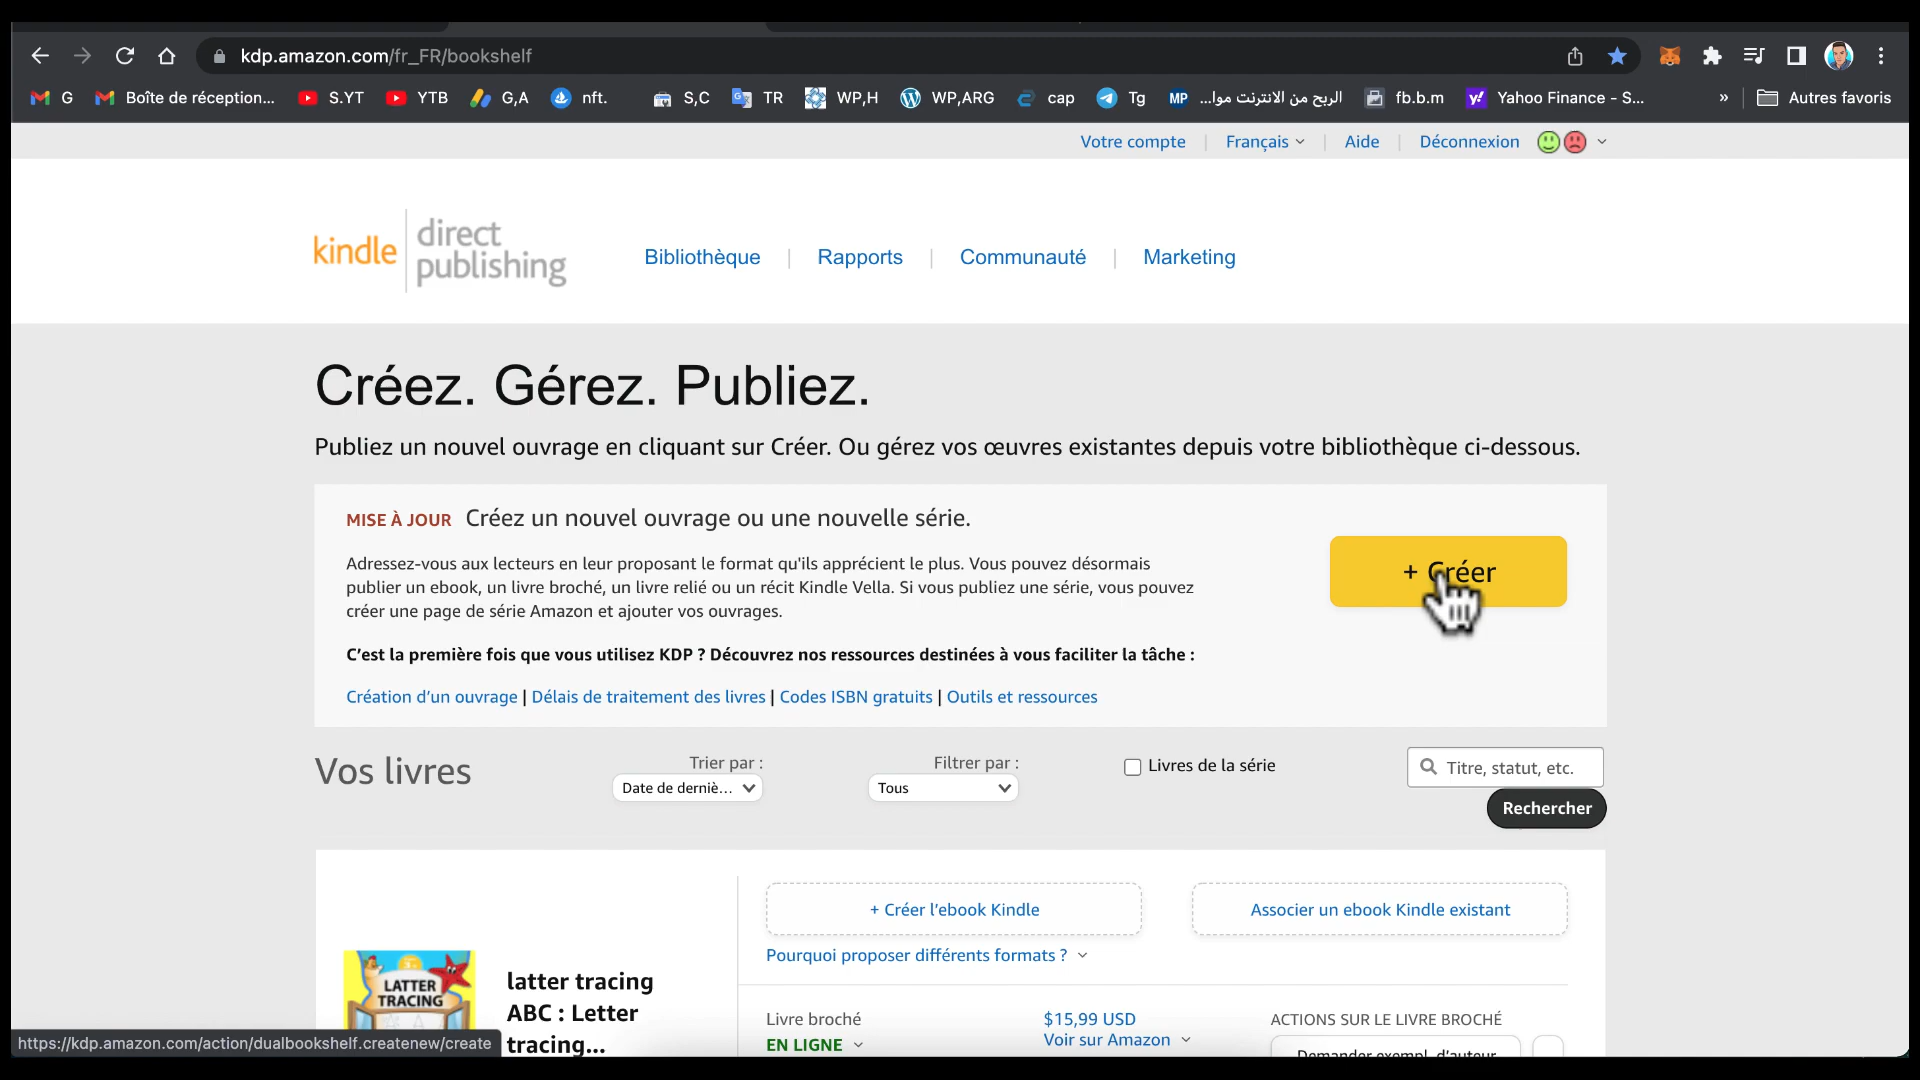 kdp.amazon.com/fr_FR/bookshelf
G Boîte de réception... S.YT YTB G,A nft. S,C TR WP,H WP,ARG cap Tg MP الربح من الانترنت موا... fb.b.m Yahoo Finance - S... » Autres favoris
Votre compte | Français | Aide | Déconnexion
kindle direct publishing
Bibliothèque | Rapports | Communauté | Marketing
Créez. Gérez. Publiez.
Publiez un nouvel ouvrage en cliquant sur Créer. Ou gérez vos œuvres existantes depuis votre bibliothèque ci-dessous.
MISE À JOUR Créez un nouvel ouvrage ou une nouvelle série.
Adressez-vous aux lecteurs en leur proposant le format qu'ils apprécient le plus. Vous pouvez désormais
publier un ebook, un livre broché, un livre relié ou un récit Kindle Vella. Si vous publiez une série, vous pouvez
créer une page de série Amazon et ajouter vos ouvrages.
+ Créer
C'est la première fois que vous utilisez KDP ? Découvrez nos ressources destinées à vous faciliter la tâche :
Création d'un ouvrage | Délais de traitement des livres | Codes ISBN gratuits | Outils et ressources
Vos livres
Trier par :
Date de derniè...
Filtrer par :
Tous
Livres de la série
Titre, statut, etc.
Rechercher
+ Créer l'ebook Kindle
Associer un ebook Kindle existant
Pourquoi proposer différents formats ?
LATTER
TRACING
latter tracing
ABC : Letter
tracing...
Livre broché
EN LIGNE
$15,99 USD
Voir sur Amazon
ACTIONS SUR LE LIVRE BROCHÉ
Demander exempl. d'auteur
https://kdp.amazon.com/action/dualbookshelf.createnew/create